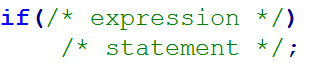 if(/* expression */)
    /* statement */;